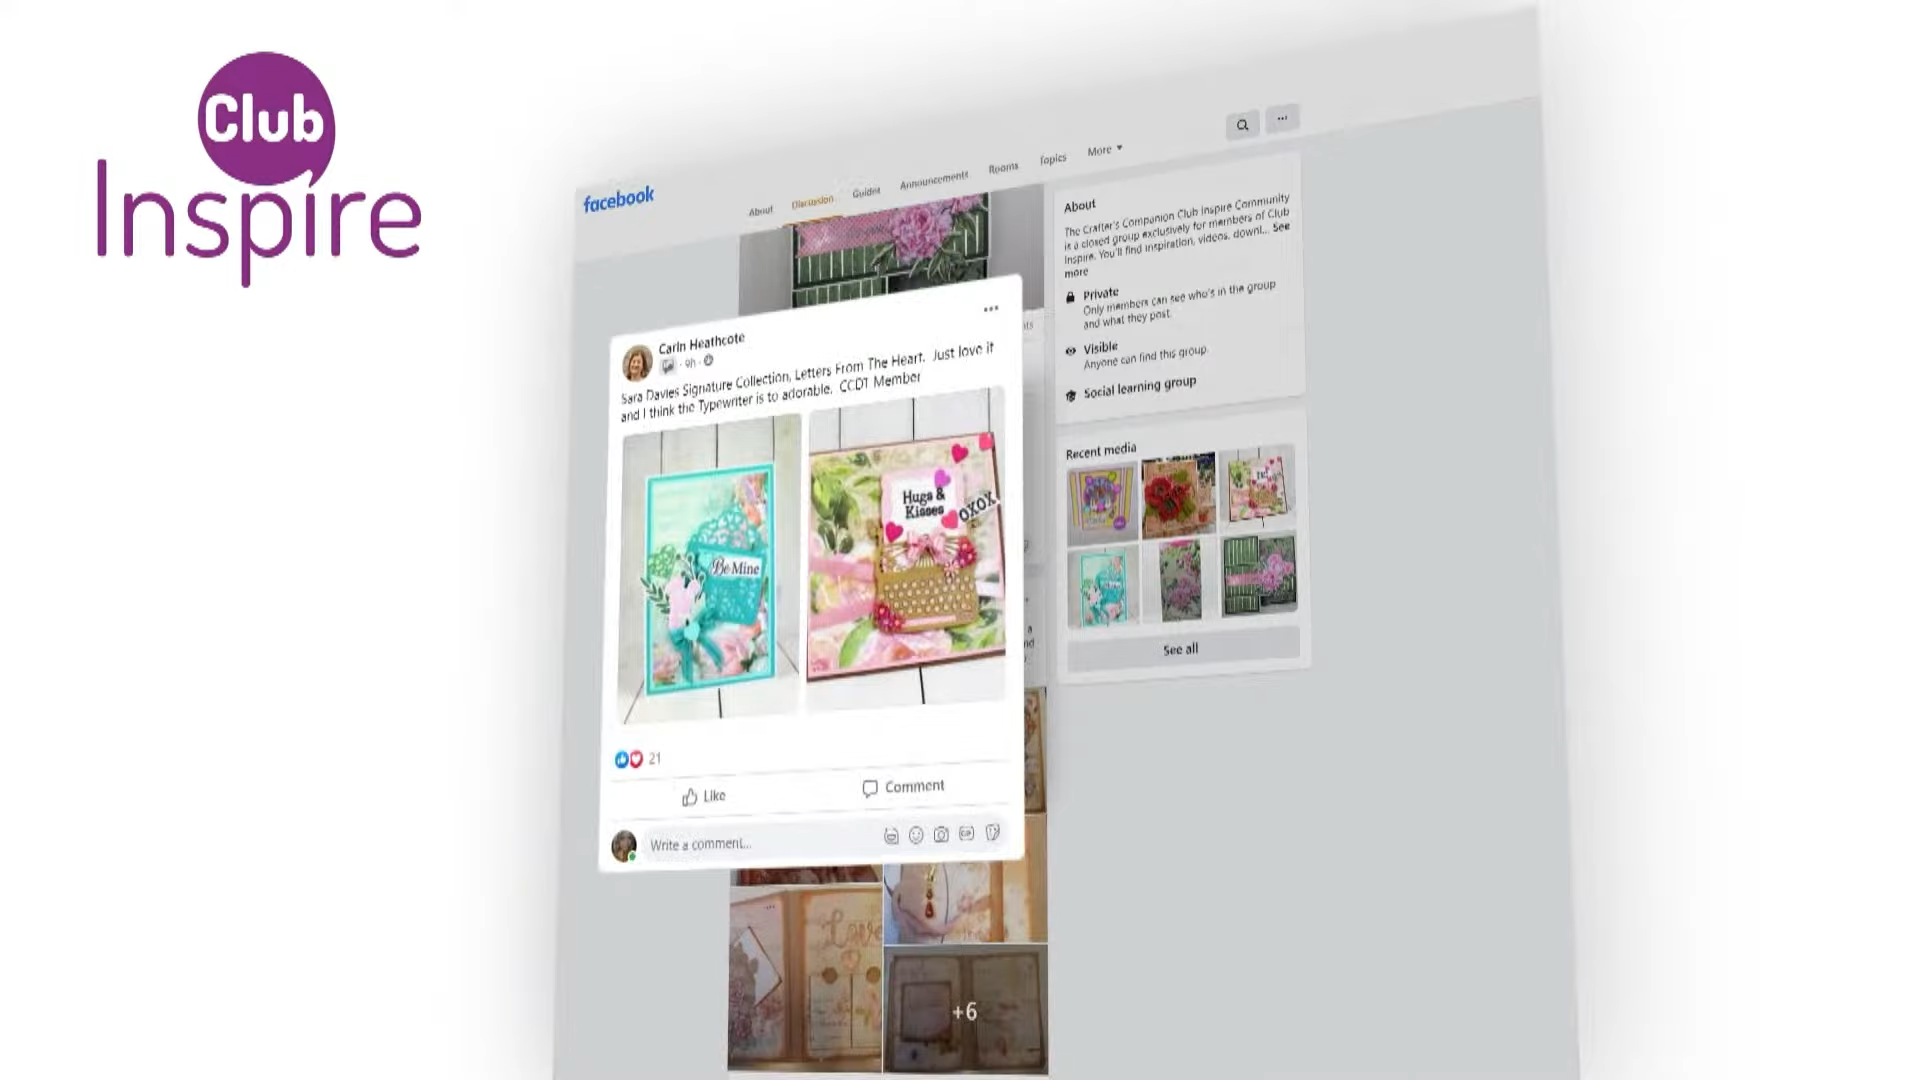 Club
Inspire
facebook
About
Discussion
Guides
Announcements
Rooms
Topics
More
About
The Crafter's Companion Club Inspire Community
is a closed group exclusively for members of Club
Inspire. You'll find inspiration, videos, downl... See
more
Private
Only members can see who's in the group
and what they post.
Visible
Anyone can find this group.
Social learning group
Recent media
See all
Carin Heathcote
9h
Sara Davies Signature Collection, Letters From The Heart. Just love it
and I think the Typewriter is to adorable. CCDT Member
Be Mine
Hugs &
Kisses
OXOX
21
Like
Comment
Write a comment...
GIF
Love
+6